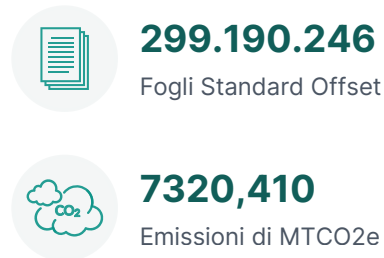 299.190.246
Fogli Standard Offset
CO₂
7320,410
Emissioni di MTCO2e